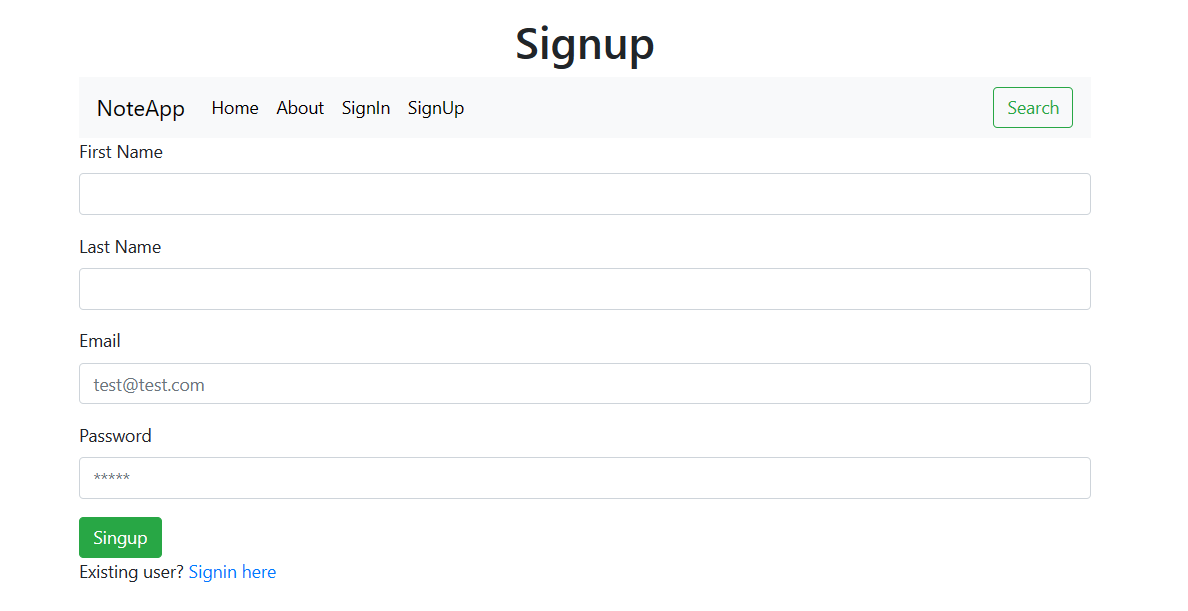 Signup
NoteApp Home About SignIn SignUp Search
First Name
Last Name
Email
test@test.com
Password
*****
Singup
Existing user? Signin here